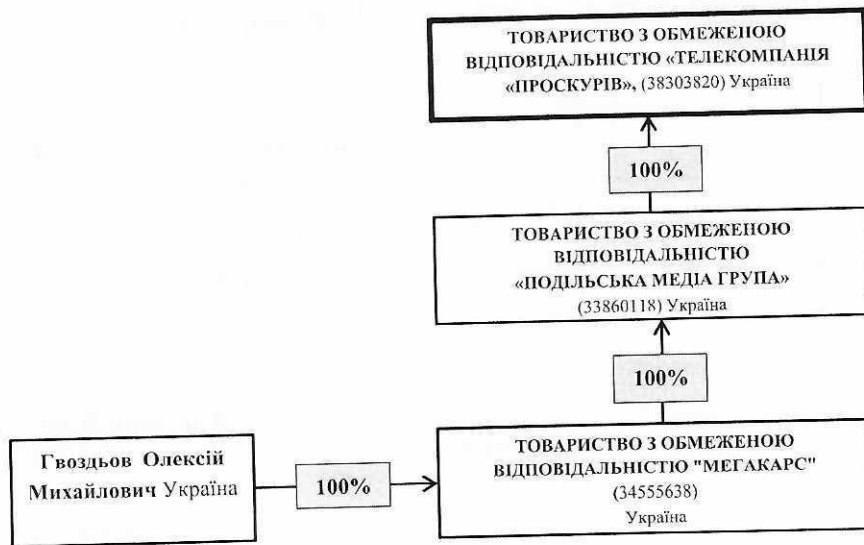 ТОВАРИСТВО З ОБМЕЖЕНОЮ
ВІДПОВІДАЛЬНІСТЮ «ТЕЛЕКОМПАНІЯ
«ПРОСКУРІВ», (38303820) Україна
100%
ТОВАРИСТВО З ОБМЕЖЕНОЮ
ВІДПОВІДАЛЬНІСТЮ
«ПОДІЛЬСЬКА МЕДІА ГРУПА»
(33860118) Україна
100%
Гвоздьов Олексій
Михайлович Україна
100%
ТОВАРИСТВО З ОБМЕЖЕНОЮ
ВІДПОВІДАЛЬНІСТЮ "МЕГАКАРС"
(34555638)
Україна